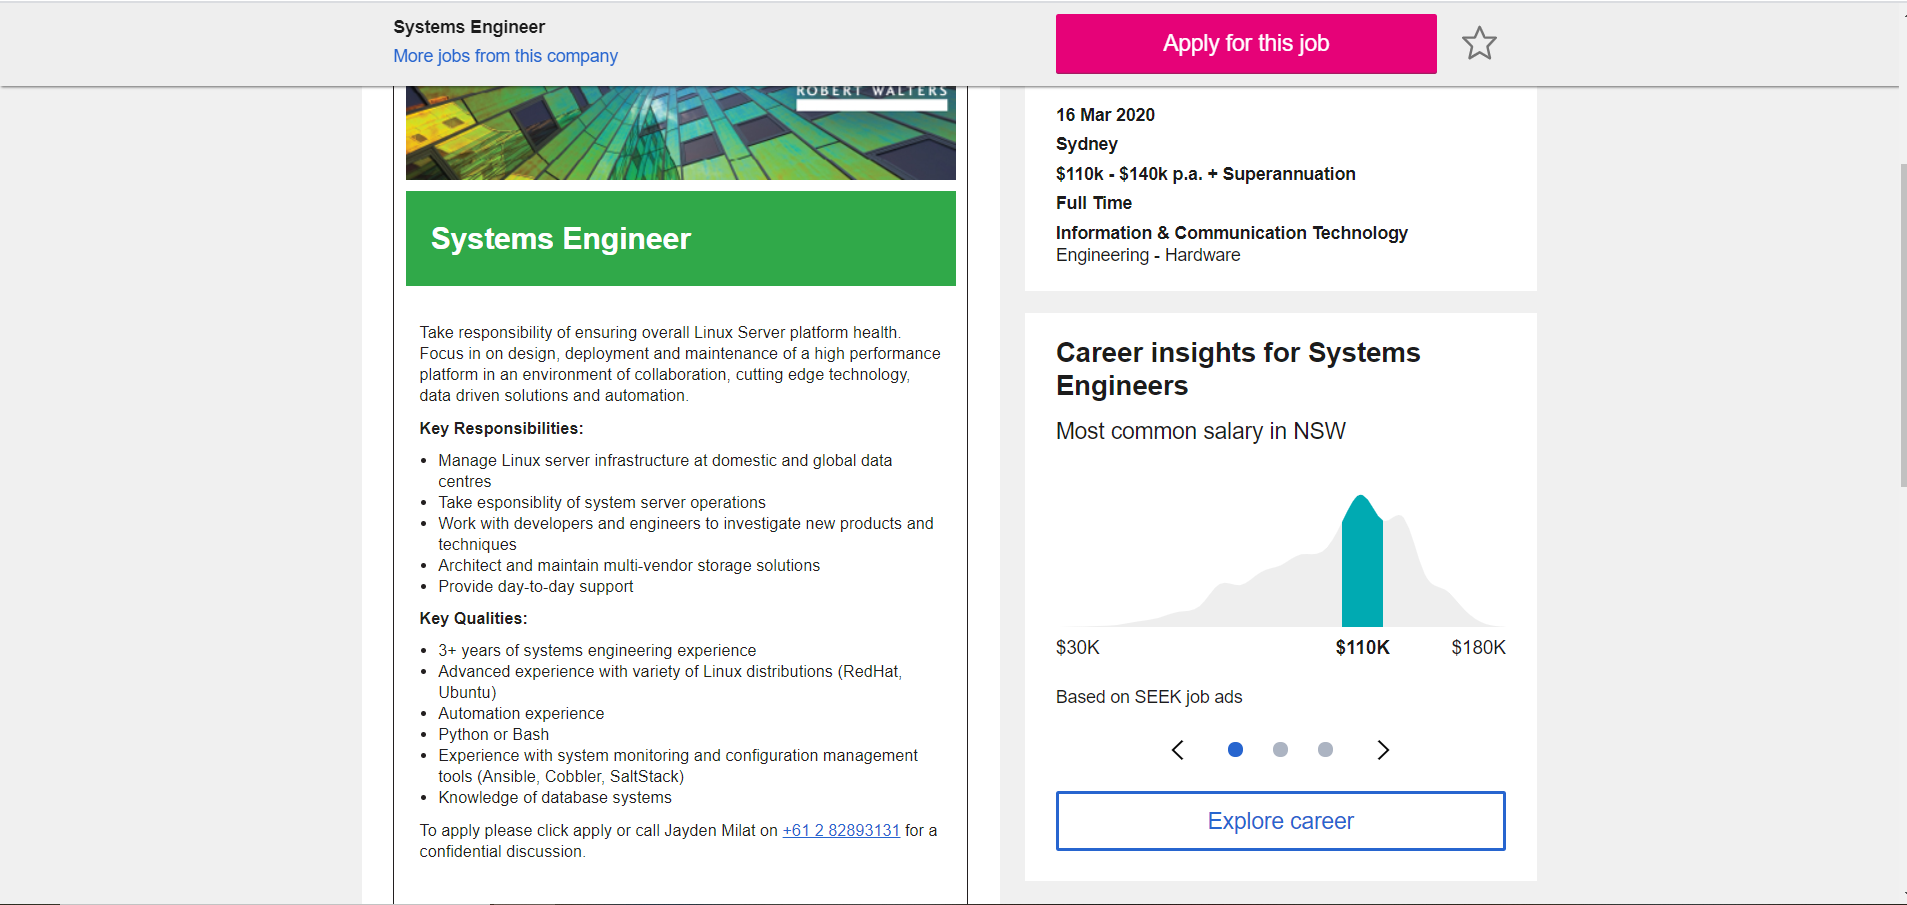 Systems Engineer
More jobs from this company
Apply for this job
ROBERT WALTERS
Systems Engineer
Take responsibility of ensuring overall Linux Server platform health.
Focus in on design, deployment and maintenance of a high performance
platform in an environment of collaboration, cutting edge technology,
data driven solutions and automation.
Key Responsibilities:
• Manage Linux server infrastructure at domestic and global data
centres
• Take esponsiblity of system server operations
• Work with developers and engineers to investigate new products and
techniques
• Architect and maintain multi-vendor storage solutions
• Provide day-to-day support
Key Qualities:
• 3+ years of systems engineering experience
• Advanced experience with variety of Linux distributions (RedHat,
Ubuntu)
• Automation experience
• Python or Bash
• Experience with system monitoring and configuration management
tools (Ansible, Cobbler, SaltStack)
• Knowledge of database systems
To apply please click apply or call Jayden Milat on +61 2 82893131 for a
confidential discussion.
16 Mar 2020
Sydney
$110k - $140k p.a. + Superannuation
Full Time
Information & Communication Technology
Engineering - Hardware
Career insights for Systems
Engineers
Most common salary in NSW
$30K $110K $180K
Based on SEEK job ads
Explore career